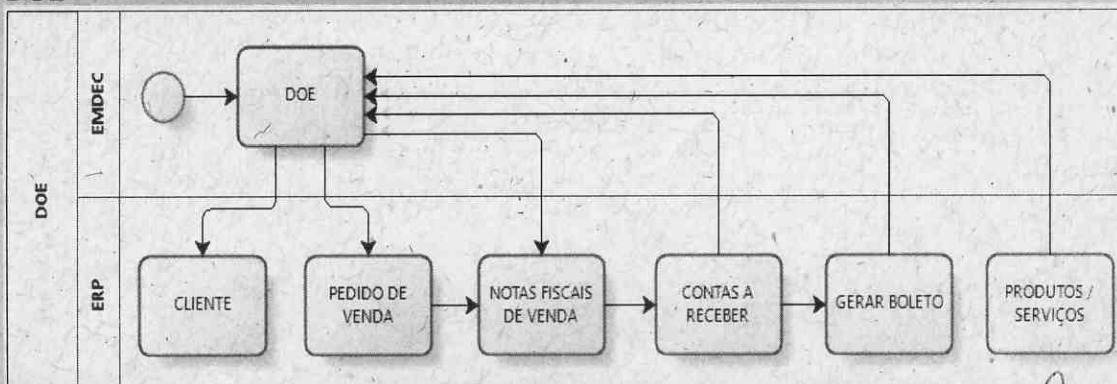 DOE
EMDEC
DOE
ERP
CLIENTE
PEDIDO DE
VENDA
NOTAS FISCAIS
DE VENDA
CONTAS A
RECEBER
GERAR BOLETO
PRODUTOS /
SERVIÇOS